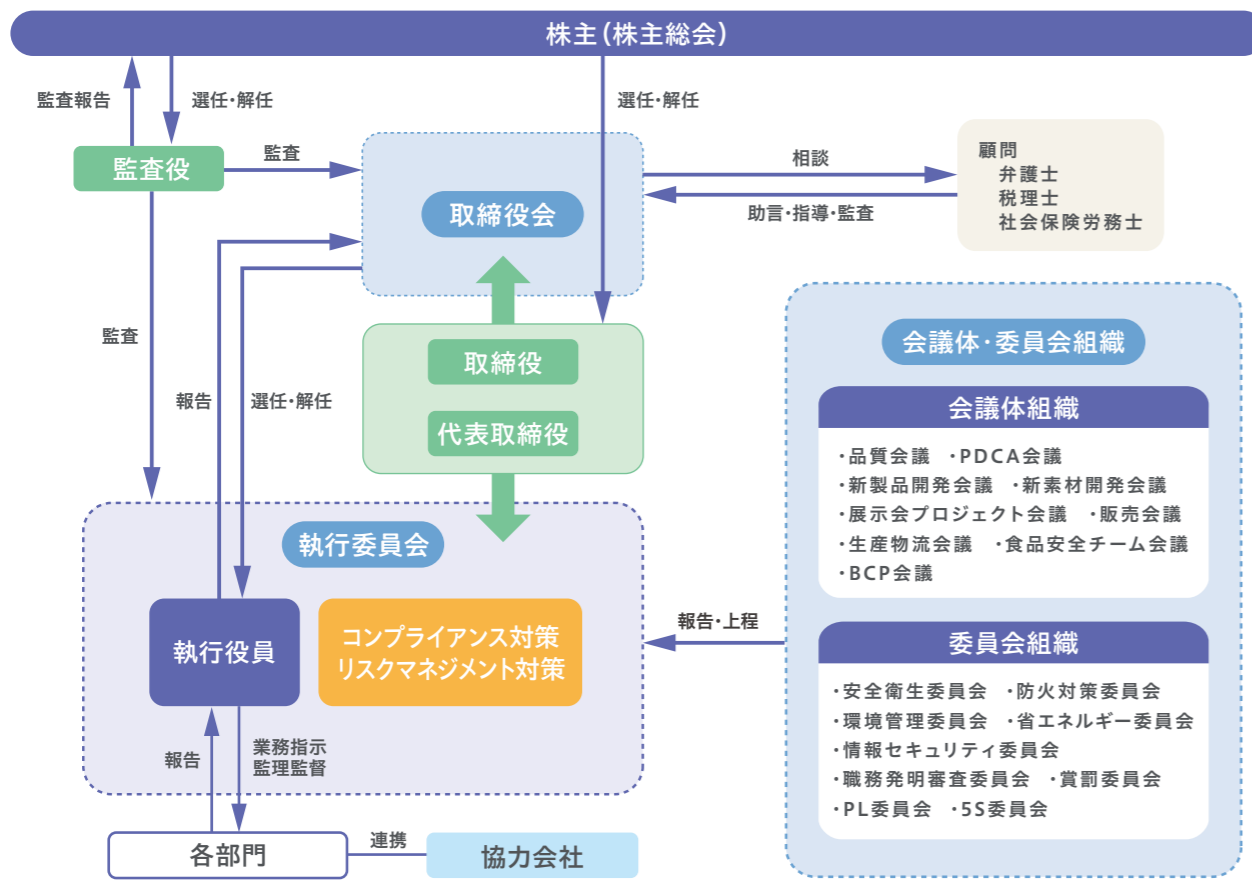 株主(株主総会)
監査報告
選任・解任
選任・解任
監査役
監査
取締役会
相談
助言・指導・監査
顧問
弁護士
税理士
社会保険労務士
監査
報告
選任・解任
取締役
代表取締役
執行委員会
執行役員
コンプライアンス対策
リスクマネジメント対策
報告・上程
報告
業務指示
監理監督
各部門
連携
協力会社
会議体・委員会組織
会議体組織
・品質会議 ・PDCA会議
・新製品開発会議 ・新素材開発会議
・展示会プロジェクト会議 ・販売会議
・生産物流会議 ・食品安全チーム会議
・BCP会議
委員会組織
・安全衛生委員会 ・防火対策委員会
・環境管理委員会 ・省エネルギー委員会
・情報セキュリティ委員会
・職務発明審査委員会 ・賞罰委員会
・PL委員会 ・5S委員会